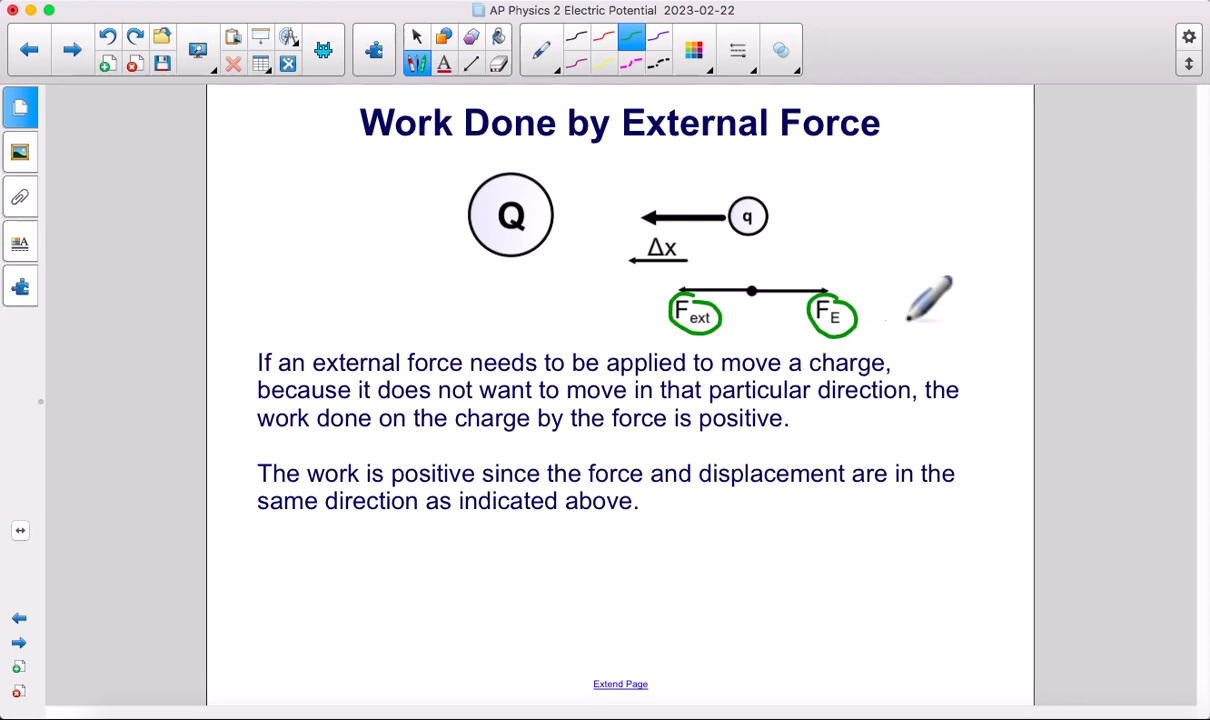 AP Physics 2 Electric Potential 2023-02-22
Work Done by External Force
Q
q
Δx
Fext
FE
If an external force needs to be applied to move a charge,
because it does not want to move in that particular direction, the
work done on the charge by the force is positive.
The work is positive since the force and displacement are in the
same direction as indicated above.
Extend Page